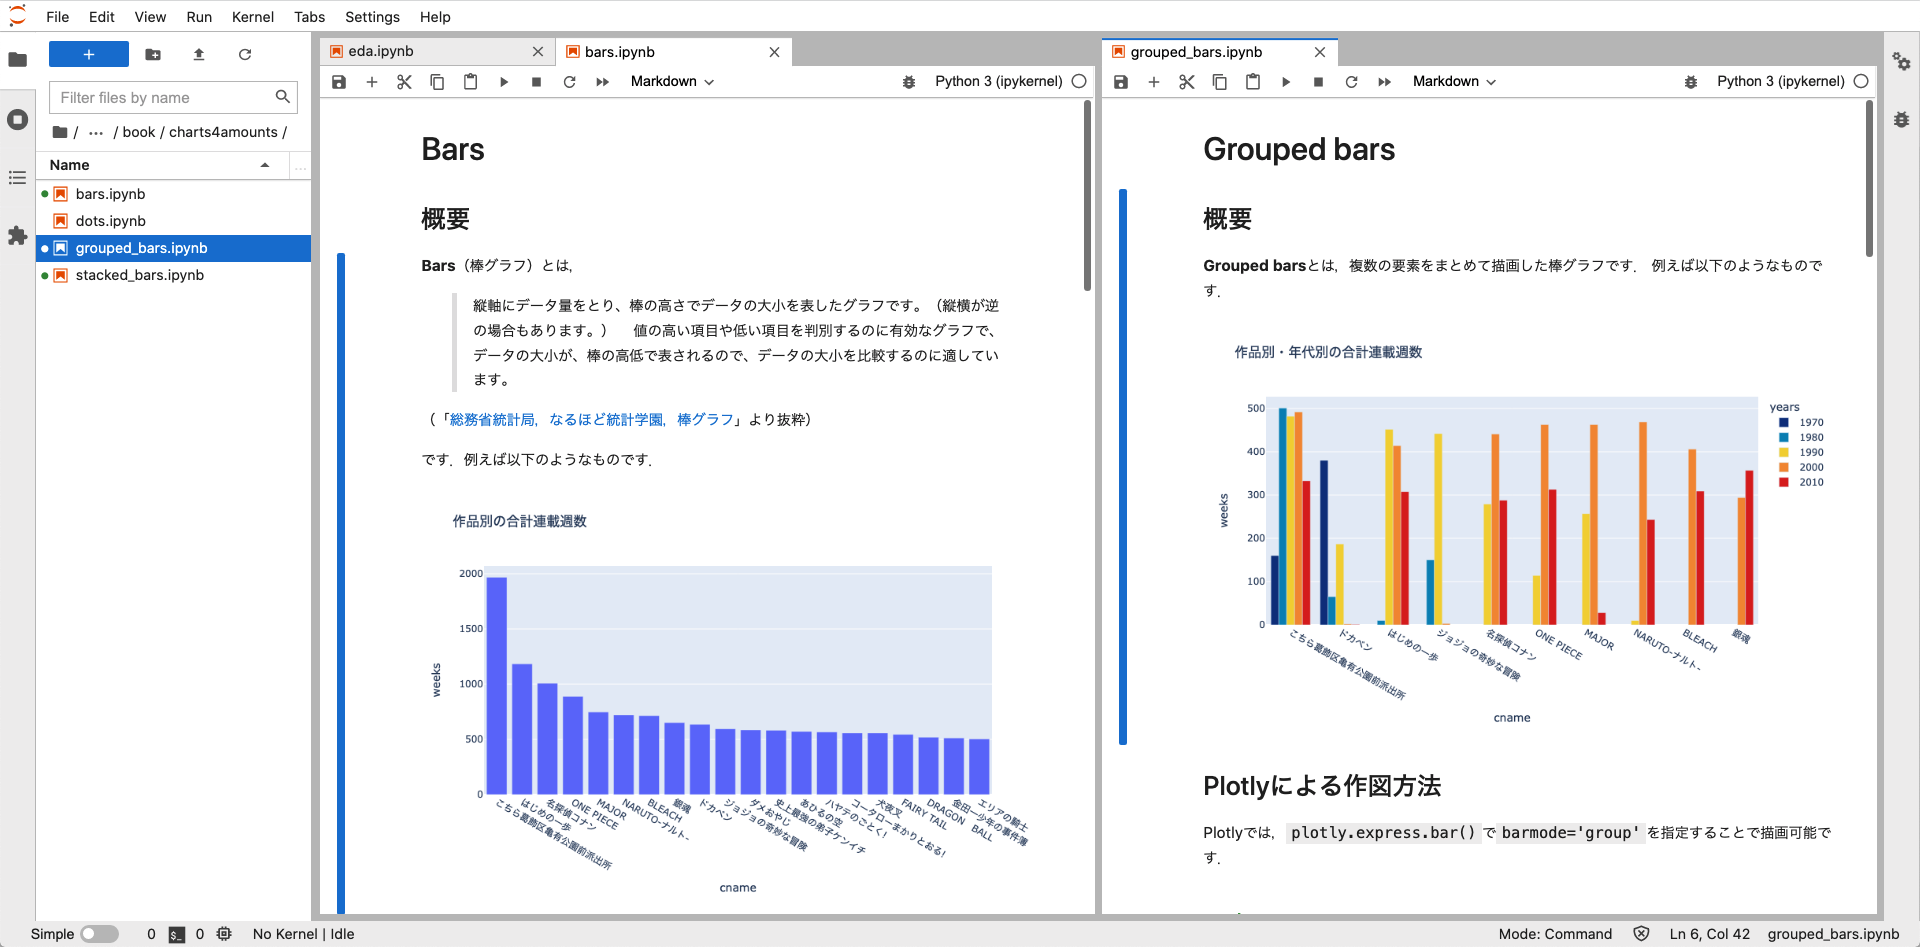 File Edit View Run Kernel Tabs Settings Help
+
Filter files by name
/ ··· / book / charts4amounts /
Name
bars.ipynb
dots.ipynb
grouped_bars.ipynb
stacked_bars.ipynb
eda.ipynb
bars.ipynb
Markdown
Python 3 (ipykernel)
Bars
概要
Bars（棒グラフ）とは，
縦軸にデータ量をとり、棒の高さでデータの大小を表したグラフです。（縦横が逆
の場合もあります。） 値の高い項目や低い項目を判別するのに有効なグラフで、
データの大小が、棒の高低で表されるので、データの大小を比較するのに適してい
ます。
（「総務省統計局，なるほど統計学園，棒グラフ」より抜粋）
です．例えば以下のようなものです．
作品別の合計連載週数
2000
1500
1000
500
0
weeks
こちら葛飾区亀有公園前派出所
はじめの一歩
名探偵コナン
ONE PIECE
MAJOR
NARUTO-ナルト-
BLEACH
銀魂
ドカベン
ジョジョの奇妙な冒険
ダメおやじ
史上最強の弟子ケンイチ
あひるの空
ハヤテのごとく!
コータローまかりとおる!
犬夜叉
FAIRY TAIL
DRAGON BALL
金田一少年の事件簿
エリアの騎士
cname
grouped_bars.ipynb
Markdown
Python 3 (ipykernel)
Grouped bars
概要
Grouped barsとは，複数の要素をまとめて描画した棒グラフです． 例えば以下のようなもので
す．
作品別・年代別の合計連載週数
500
400
300
200
100
0
weeks
years
1970
1980
1990
2000
2010
こちら葛飾区亀有公園前派出所
ドカベン
はじめの一歩
ジョジョの奇妙な冒険
名探偵コナン
ONE PIECE
MAJOR
NARUTO-ナルト-
BLEACH
銀魂
cname
Plotlyによる作図方法
Plotlyでは，plotly.express.bar()でbarmode='group'を指定することで描画可能で
す．
Simple 0 $_ 0 No Kernel | Idle
Mode: Command Ln 6, Col 42 grouped_bars.ipynb